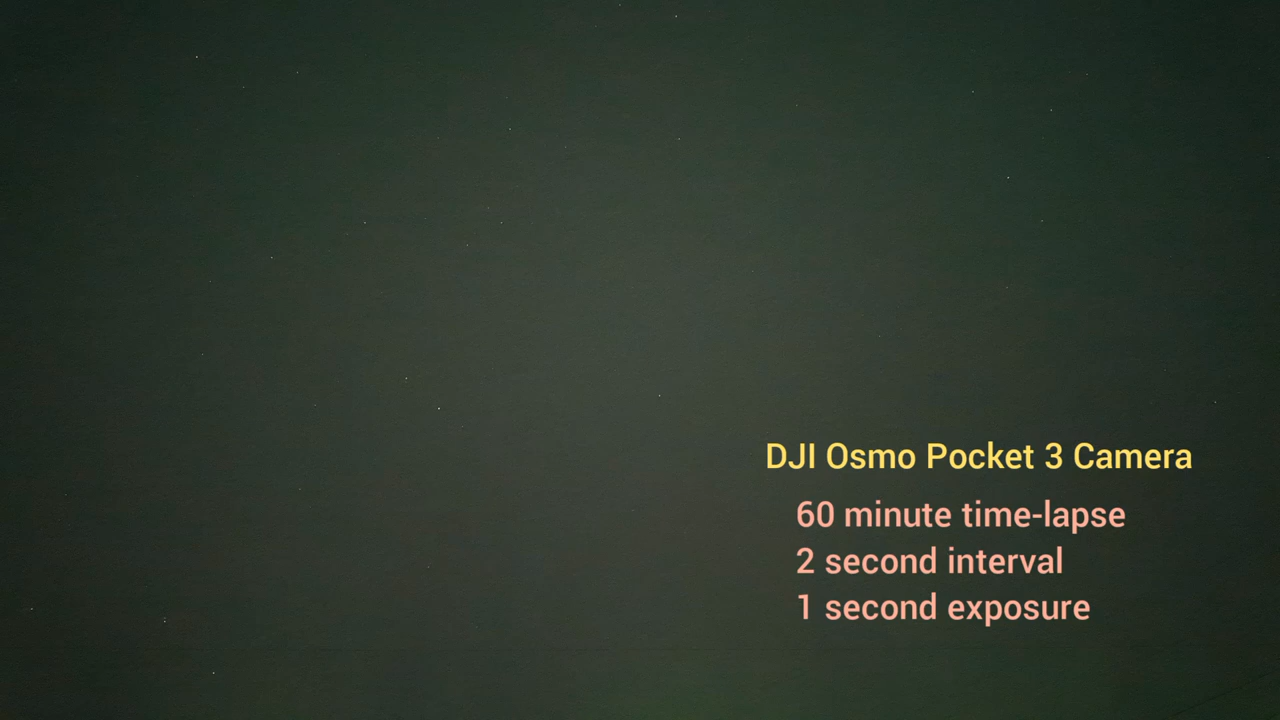 DJI Osmo Pocket 3 Camera
60 minute time-lapse
2 second interval
1 second exposure